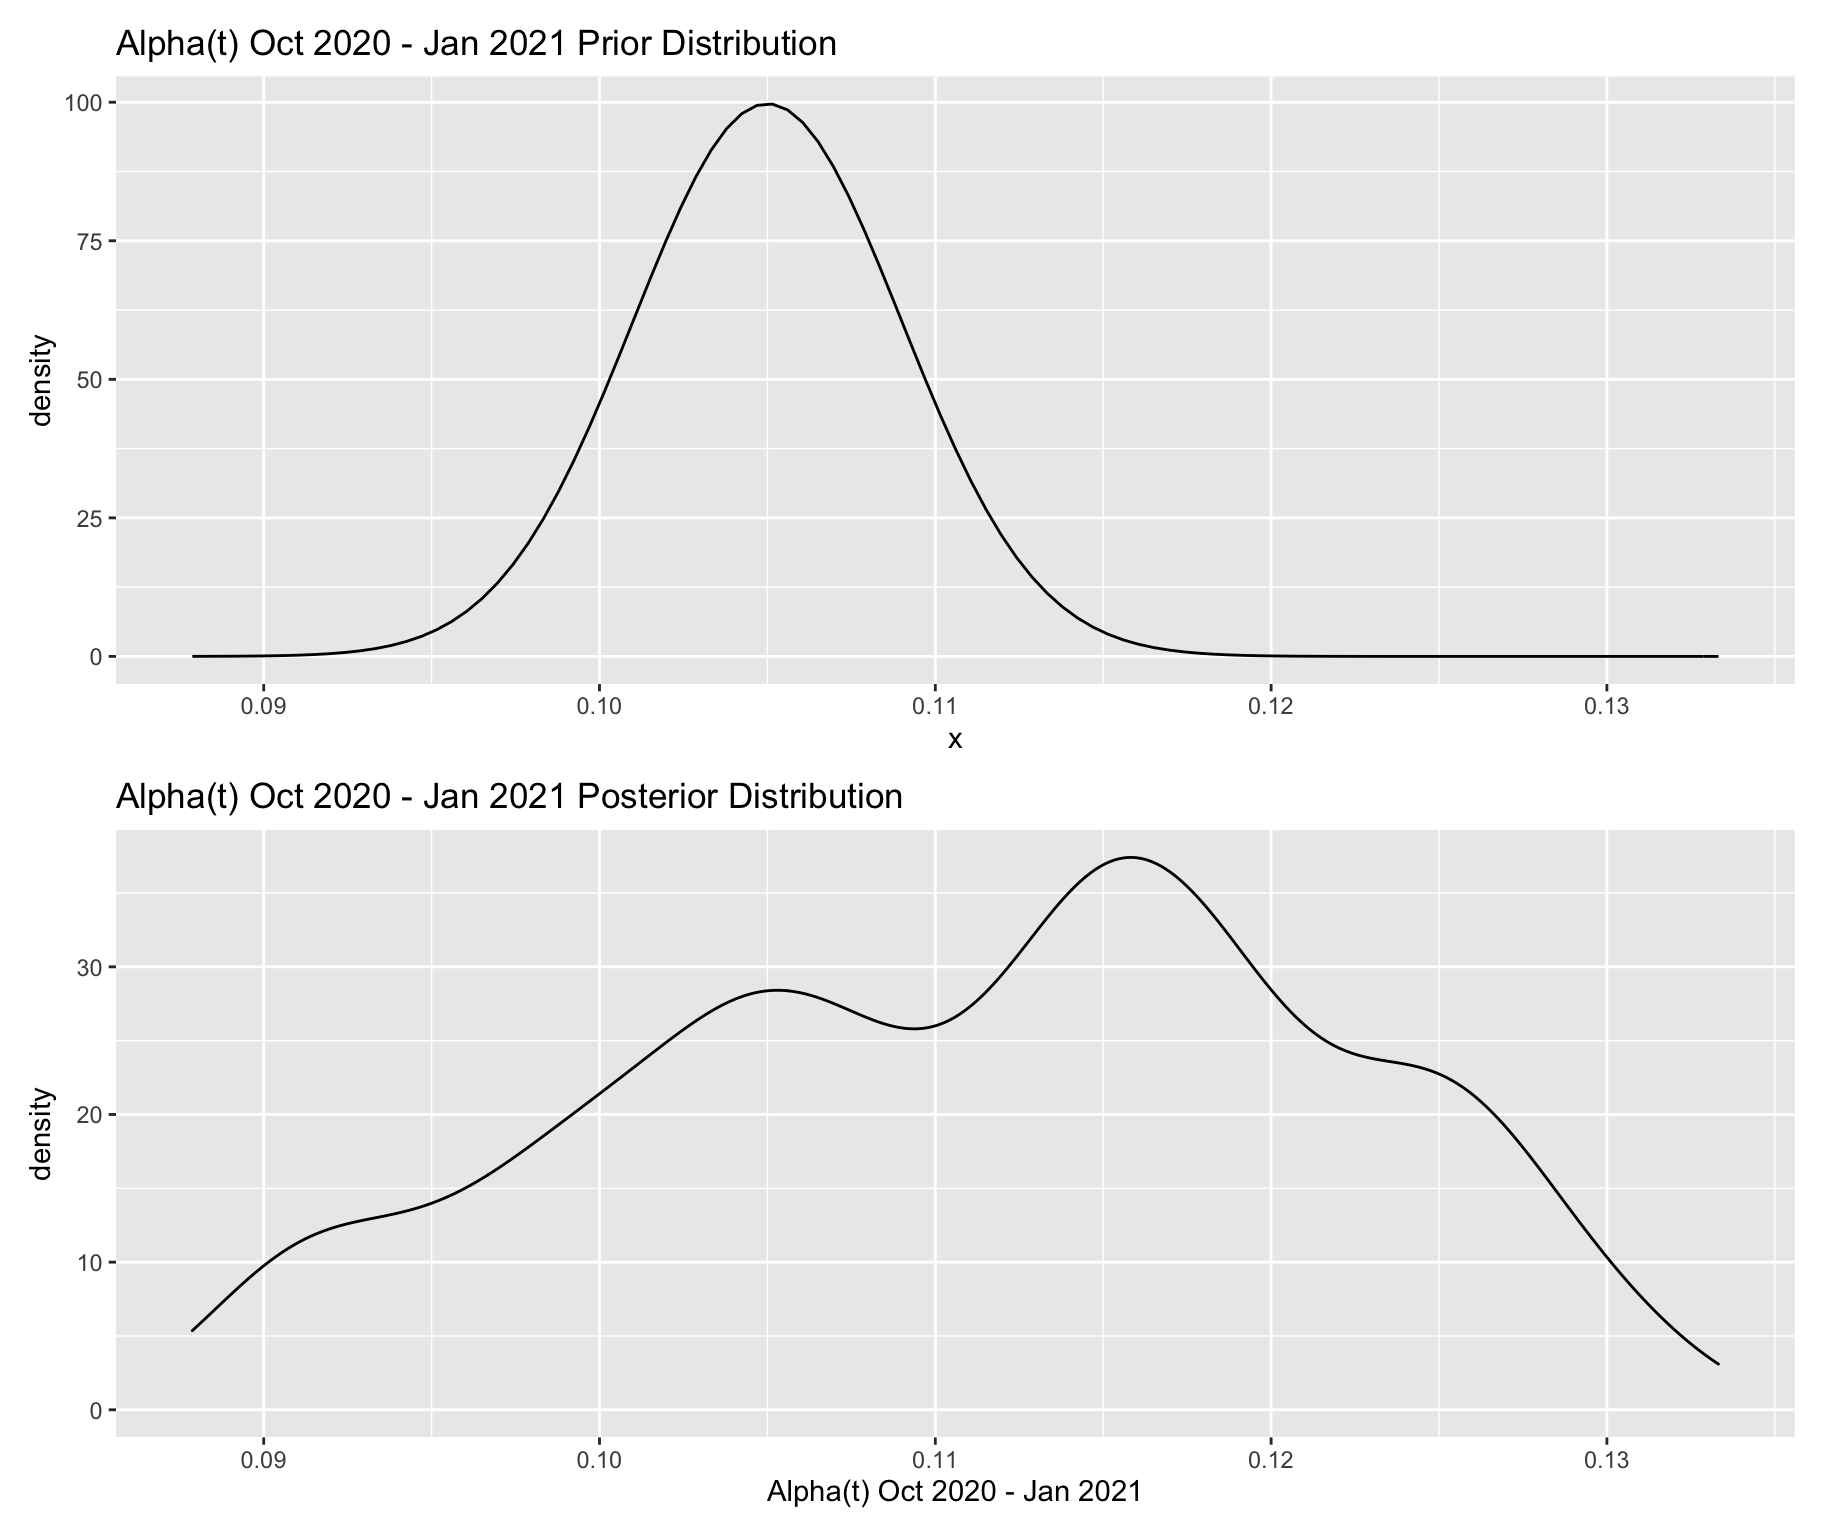 Alpha(t) Oct 2020 - Jan 2021 Prior Distribution
100
75
50
25
0
density
0.09 0.10 0.11 0.12 0.13
x
Alpha(t) Oct 2020 - Jan 2021 Posterior Distribution
30
20
10
0
density
0.09 0.10 0.11 0.12 0.13
Alpha(t) Oct 2020 - Jan 2021